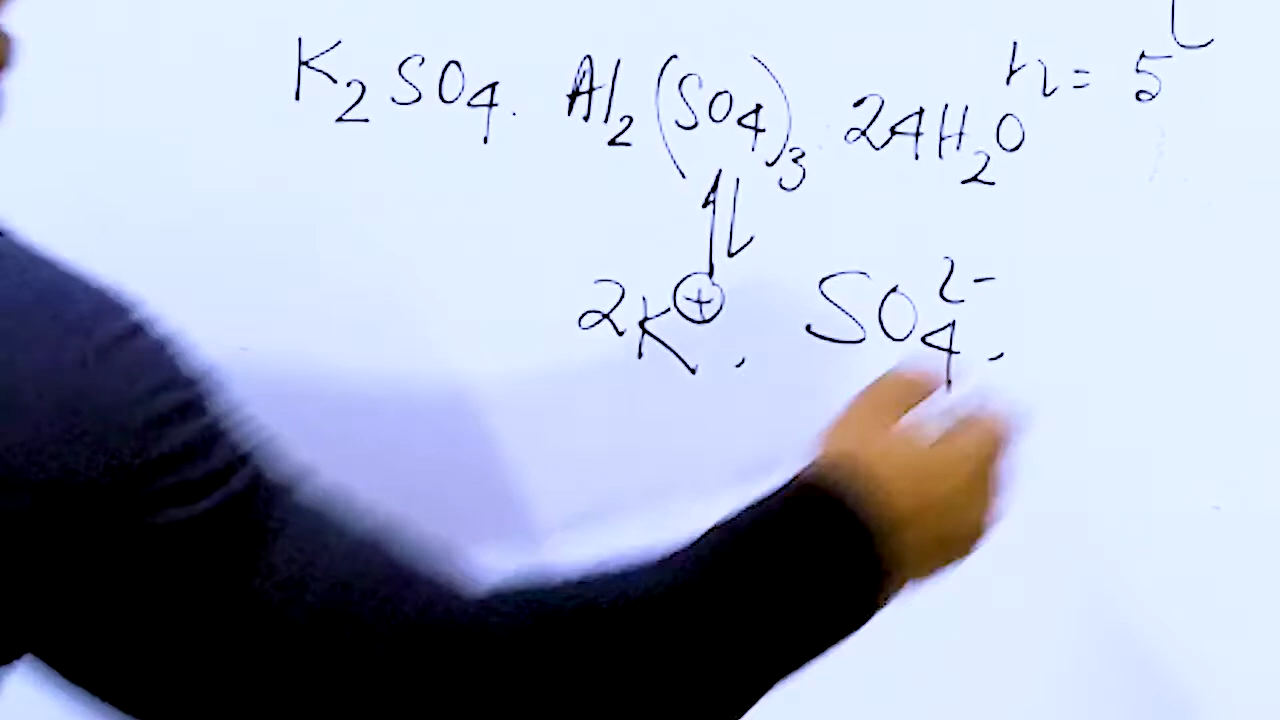 K₂SO₄. Al₂(SO₄)₃. 24H₂O n = 5
⇅
2K⊕, SO₄²⁻,